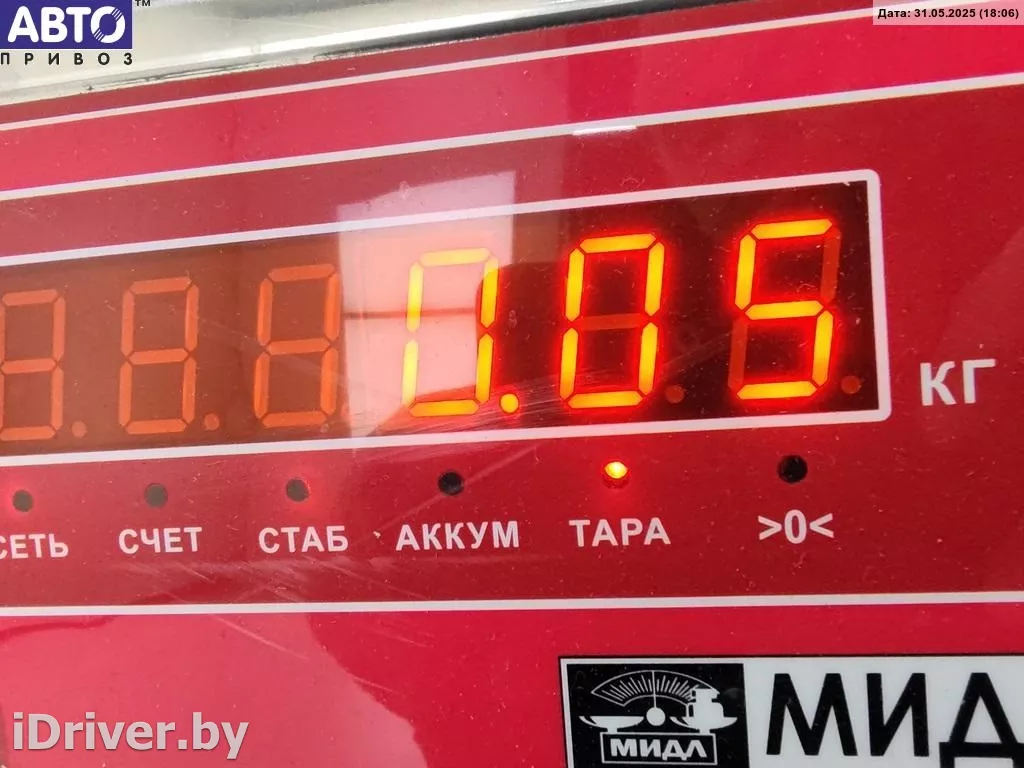 АВТО™
ПРИВОЗ
Дата: 31.05.2025 (18:06)
0.05
КГ
СЕТЬ СЧЕТ СТАБ АККУМ ТАРА >0<
МИДЛ
МИД
iDriver.by